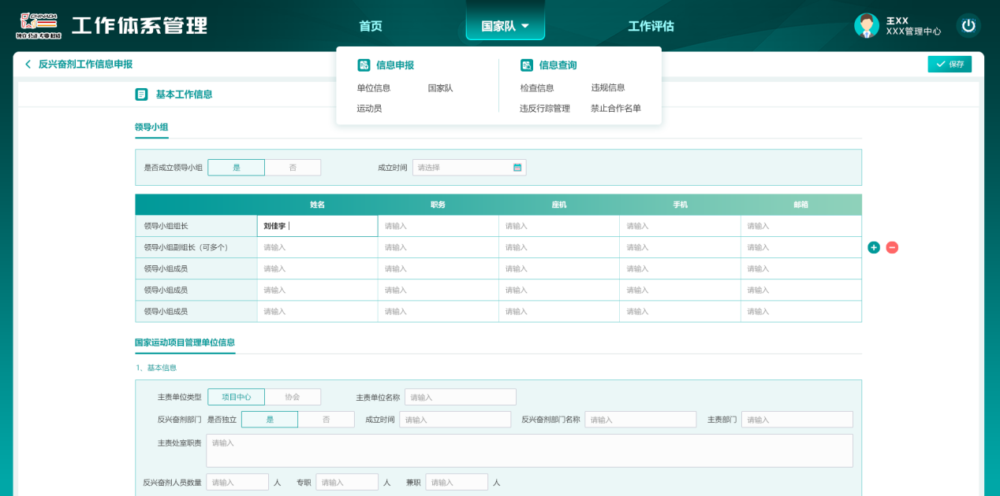 CHINADA
独立 公正 专业 权威
工作体系管理
首页
国家队
工作评估
王XX
XXX管理中心
反兴奋剂工作信息申报
保存
信息申报
单位信息 国家队
运动员
信息查询
检查信息 违规信息
违反行踪管理 禁止合作名单
基本工作信息
领导小组
是否成立领导小组 是 否 成立时间 请选择
姓名 职务 座机 手机 邮箱
领导小组组长 刘佳宇 请输入 请输入 请输入 请输入
领导小组副组长（可多个） 请输入 请输入 请输入 请输入 请输入
领导小组成员 请输入 请输入 请输入 请输入 请输入
领导小组成员 请输入 请输入 请输入 请输入 请输入
领导小组成员 请输入 请输入 请输入 请输入 请输入
国家运动项目管理单位信息
1、基本信息
主责单位类型 项目中心 协会 主责单位名称 请输入
反兴奋剂部门 是否独立 是 否 成立时间 请输入 反兴奋剂部门名称 请输入 主责部门 请输入
主责处室职责 请输入
反兴奋剂人员数量 请输入 人 专职 请输入 人 兼职 请输入 人